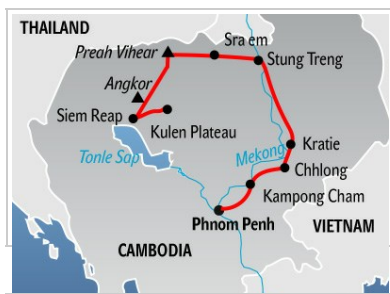 THAILAND
Sra em
Preah Vihear
Stung Treng
Angkor
Siem Reap
Kulen Plateau
Kratie
Mekong
Tonle Sap
Chhlong
Kampong Cham
Phnom Penh
VIETNAM
CAMBODIA